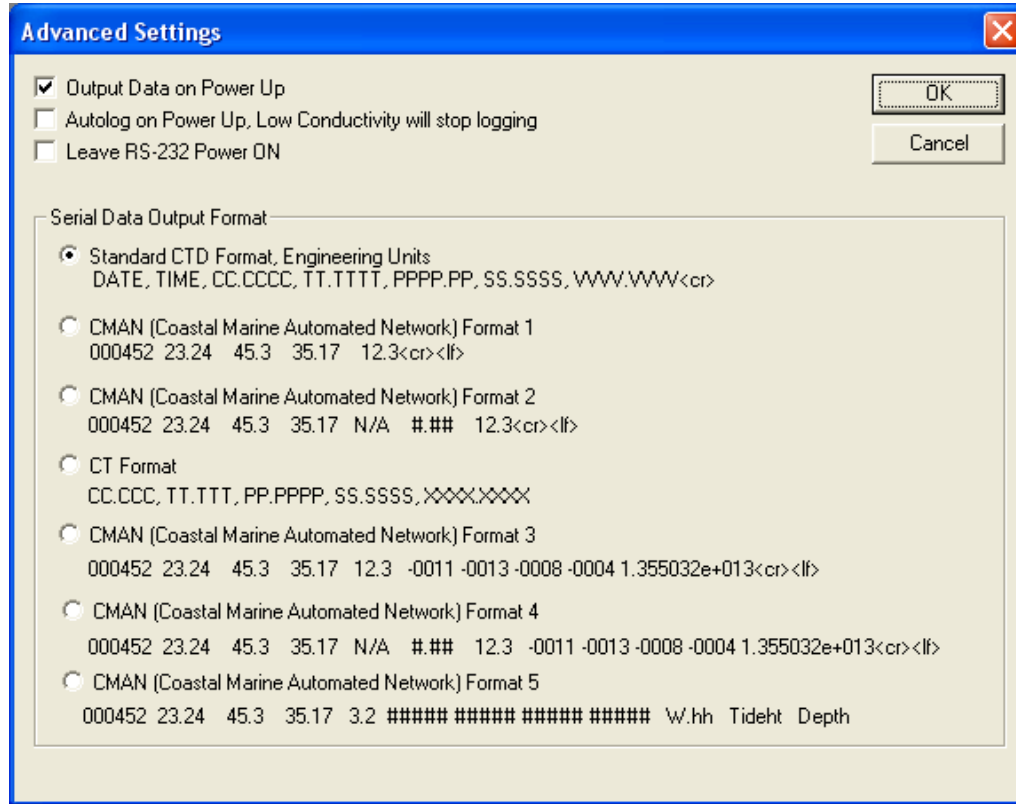 Advanced Settings
Output Data on Power Up
OK
Autolog on Power Up, Low Conductivity will stop logging
Cancel
Leave RS-232 Power ON
Serial Data Output Format
Standard CTD Format, Engineering Units
DATE, TIME, CC.CCCC, TT.TTTT, PPPP.PP, SS.SSSS, VVVV.VVVV<cr>
CMAN (Coastal Marine Automated Network) Format 1
000452 23.24 45.3 35.17 12.3<cr><lf>
CMAN (Coastal Marine Automated Network) Format 2
000452 23.24 45.3 35.17 N/A #.## 12.3<cr><lf>
CT Format
CC.CCC, TT.TTT, PP.PPPP, SS.SSSS, XXXX.XXXX
CMAN (Coastal Marine Automated Network) Format 3
000452 23.24 45.3 35.17 12.3 -0011 -0013 -0008 -0004 1.355032e+013<cr><lf>
CMAN (Coastal Marine Automated Network) Format 4
000452 23.24 45.3 35.17 N/A #.## 12.3 -0011 -0013 -0008 -0004 1.355032e+013<cr><lf>
CMAN (Coastal Marine Automated Network) Format 5
000452 23.24 45.3 35.17 3.2 ##### ##### ##### ##### W.hh Tideht Depth